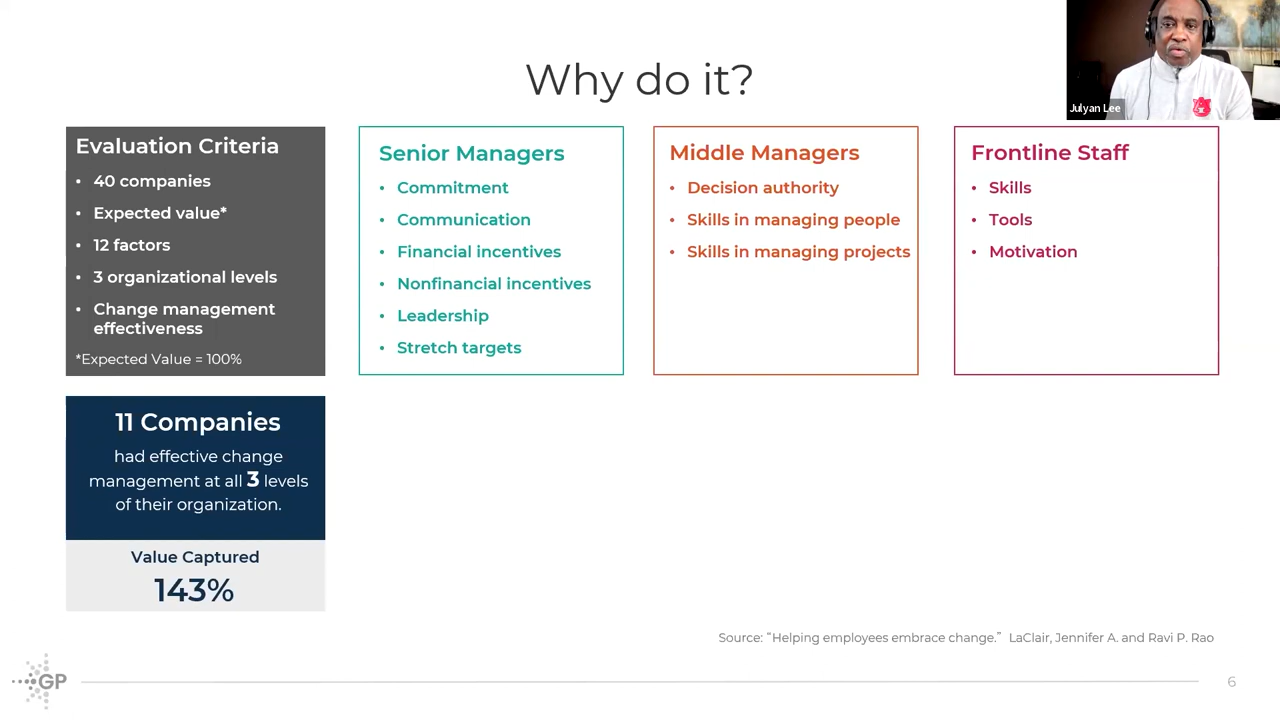 Why do it?
Julyan Lee
Evaluation Criteria
• 40 companies
• Expected value*
• 12 factors
• 3 organizational levels
• Change management
effectiveness
*Expected Value = 100%
Senior Managers
• Commitment
• Communication
• Financial incentives
• Nonfinancial incentives
• Leadership
• Stretch targets
Middle Managers
• Decision authority
• Skills in managing people
• Skills in managing projects
Frontline Staff
• Skills
• Tools
• Motivation
11 Companies
had effective change
management at all 3 levels
of their organization.
Value Captured
143%
Source: “Helping employees embrace change.” LaClair, Jennifer A. and Ravi P. Rao
GP
6